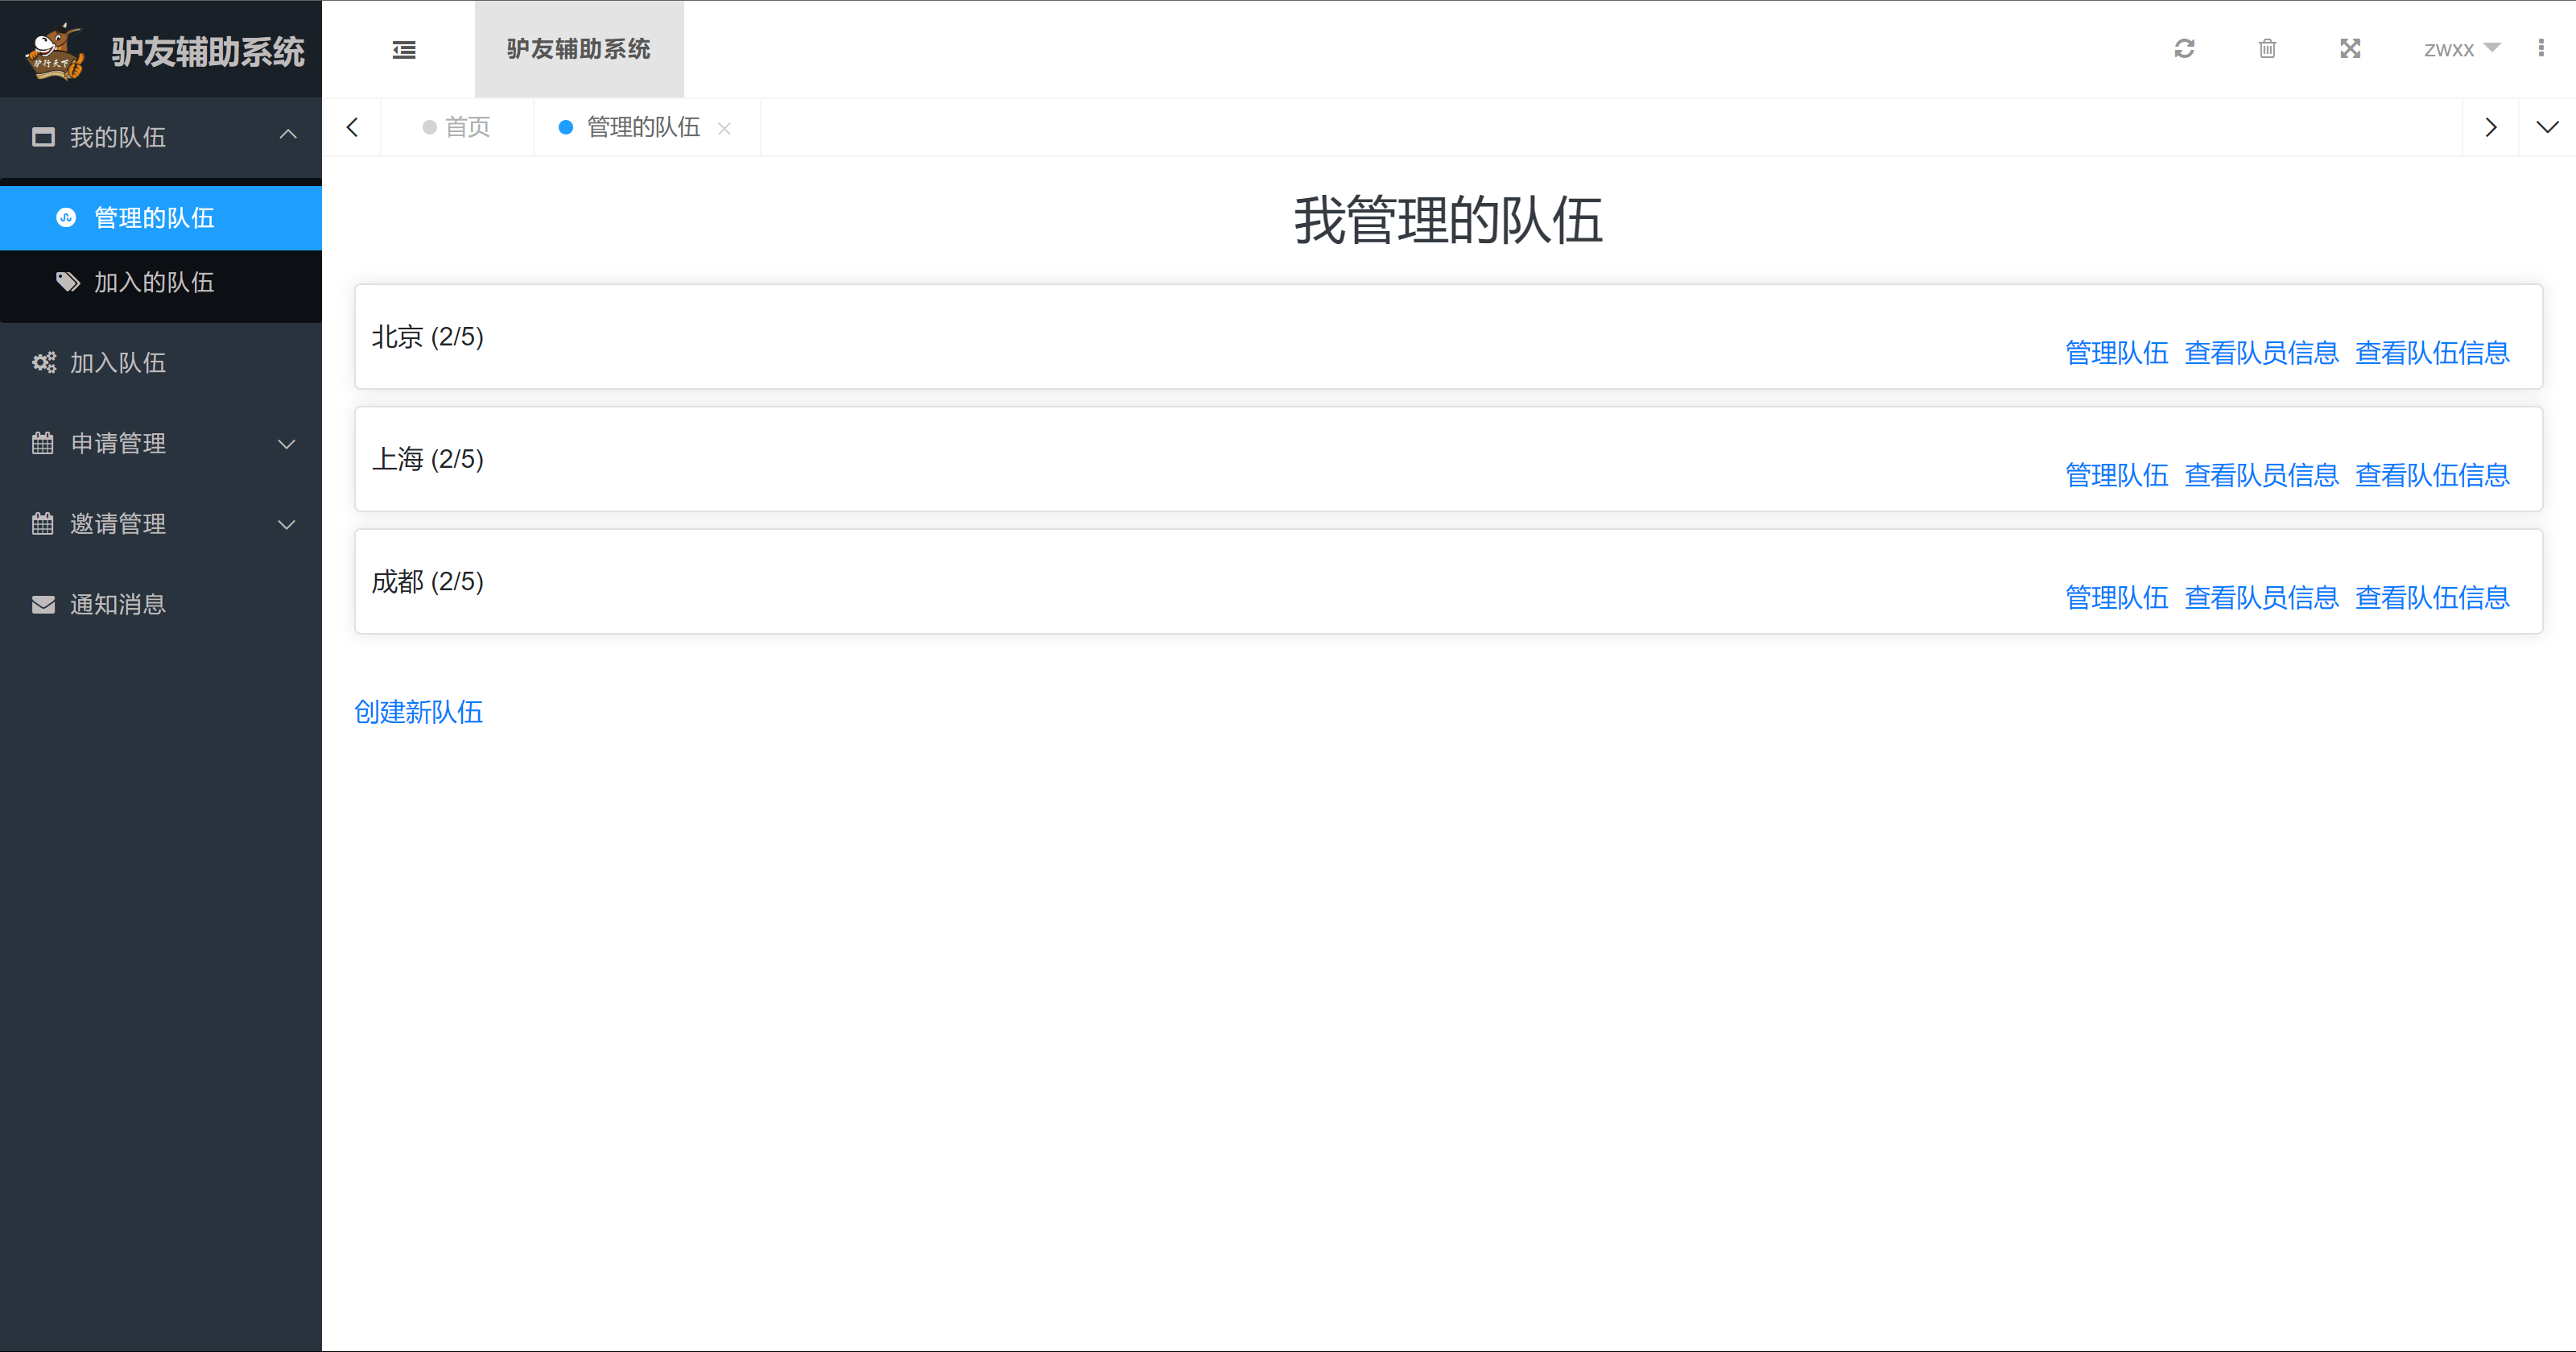 驴行天下
驴友辅助系统
驴友辅助系统
zwxx
首页
管理的队伍
我的队伍
管理的队伍
加入的队伍
加入队伍
申请管理
邀请管理
通知消息
我管理的队伍
北京 (2/5)
管理队伍 查看队员信息 查看队伍信息
上海 (2/5)
管理队伍 查看队员信息 查看队伍信息
成都 (2/5)
管理队伍 查看队员信息 查看队伍信息
创建新队伍